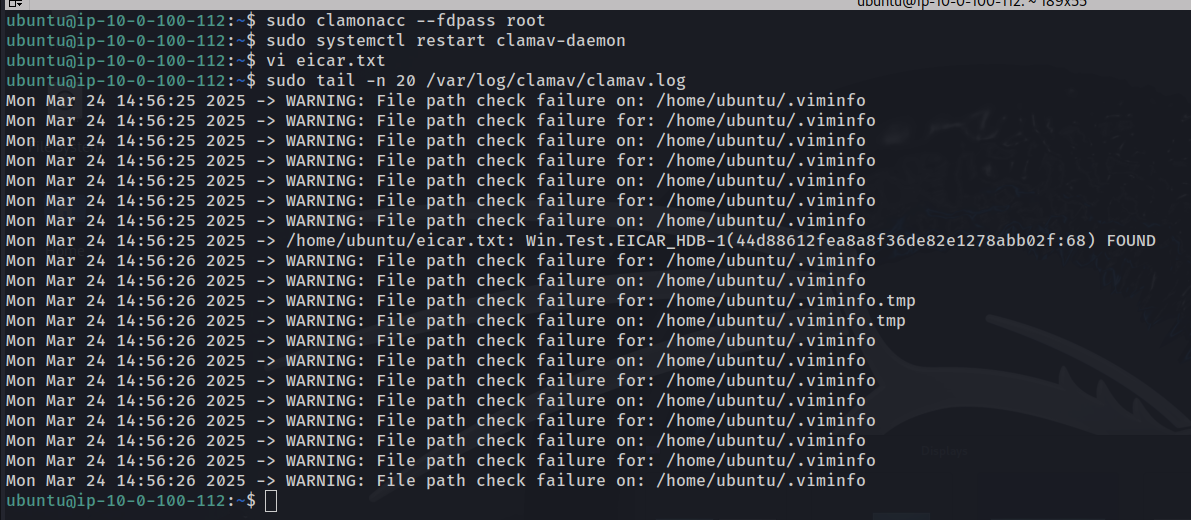 ubuntu@ip-10-0-100-112: ~ 189x55
ubuntu@ip-10-0-100-112:~$ sudo clamonacc --fdpass root
ubuntu@ip-10-0-100-112:~$ sudo systemctl restart clamav-daemon
ubuntu@ip-10-0-100-112:~$ vi eicar.txt
ubuntu@ip-10-0-100-112:~$ sudo tail -n 20 /var/log/clamav/clamav.log
Mon Mar 24 14:56:25 2025 -> WARNING: File path check failure on: /home/ubuntu/.viminfo
Mon Mar 24 14:56:25 2025 -> WARNING: File path check failure for: /home/ubuntu/.viminfo
Mon Mar 24 14:56:25 2025 -> WARNING: File path check failure on: /home/ubuntu/.viminfo
Mon Mar 24 14:56:25 2025 -> WARNING: File path check failure for: /home/ubuntu/.viminfo
Mon Mar 24 14:56:25 2025 -> WARNING: File path check failure on: /home/ubuntu/.viminfo
Mon Mar 24 14:56:25 2025 -> WARNING: File path check failure for: /home/ubuntu/.viminfo
Mon Mar 24 14:56:25 2025 -> WARNING: File path check failure on: /home/ubuntu/.viminfo
Mon Mar 24 14:56:25 2025 -> /home/ubuntu/eicar.txt: Win.Test.EICAR_HDB-1(44d88612fea8a8f36de82e1278abb02f:68) FOUND
Mon Mar 24 14:56:26 2025 -> WARNING: File path check failure for: /home/ubuntu/.viminfo
Mon Mar 24 14:56:26 2025 -> WARNING: File path check failure on: /home/ubuntu/.viminfo
Mon Mar 24 14:56:26 2025 -> WARNING: File path check failure for: /home/ubuntu/.viminfo.tmp
Mon Mar 24 14:56:26 2025 -> WARNING: File path check failure on: /home/ubuntu/.viminfo.tmp
Mon Mar 24 14:56:26 2025 -> WARNING: File path check failure for: /home/ubuntu/.viminfo
Mon Mar 24 14:56:26 2025 -> WARNING: File path check failure on: /home/ubuntu/.viminfo
Mon Mar 24 14:56:26 2025 -> WARNING: File path check failure for: /home/ubuntu/.viminfo
Mon Mar 24 14:56:26 2025 -> WARNING: File path check failure on: /home/ubuntu/.viminfo
Mon Mar 24 14:56:26 2025 -> WARNING: File path check failure for: /home/ubuntu/.viminfo
Mon Mar 24 14:56:26 2025 -> WARNING: File path check failure on: /home/ubuntu/.viminfo
Mon Mar 24 14:56:26 2025 -> WARNING: File path check failure for: /home/ubuntu/.viminfo
Mon Mar 24 14:56:26 2025 -> WARNING: File path check failure on: /home/ubuntu/.viminfo
ubuntu@ip-10-0-100-112:~$